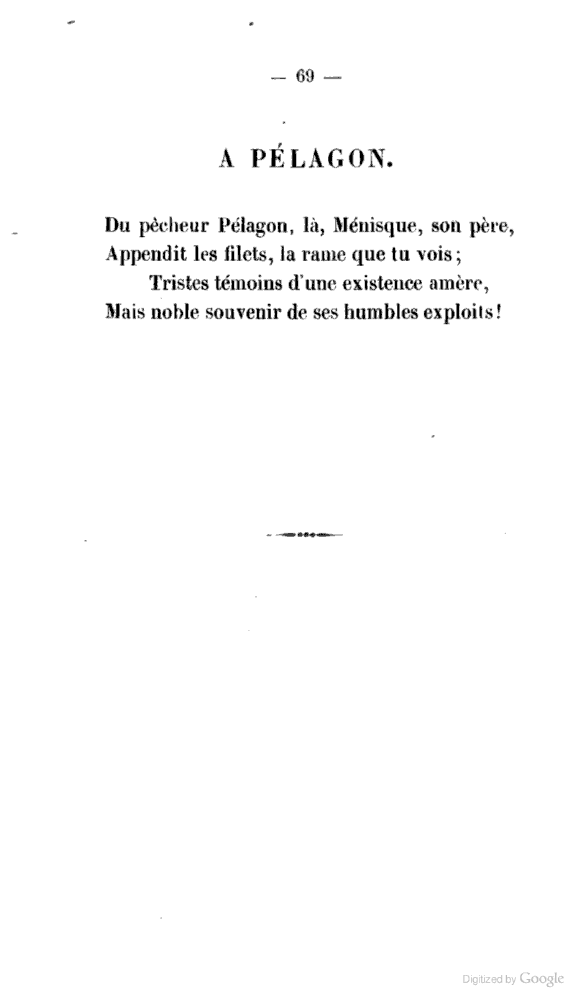 — 69 —
A PÉLAGON.
Du pêcheur Pélagon, là, Ménisque, son père,
Appendit les filets, la rame que tu vois ;
Tristes témoins d'une existence amère,
Mais noble souvenir de ses humbles exploits !
Digitized by Google